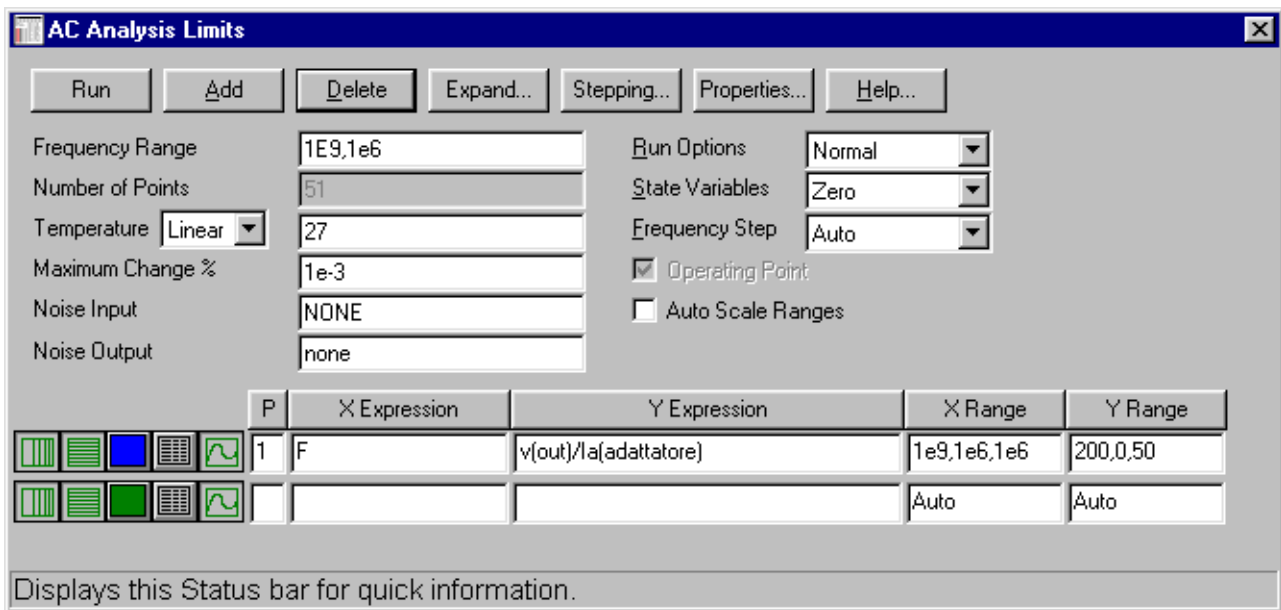 AC Analysis Limits
Run Add Delete Expand... Stepping... Properties... Help...
Frequency Range 1E9,1e6 Run Options Normal
Number of Points 51 State Variables Zero
Temperature Linear 27 Frequency Step Auto
Maximum Change % 1e-3 Operating Point
Noise Input NONE Auto Scale Ranges
Noise Output none
P X Expression Y Expression X Range Y Range
1 F v(out)/Ia(adattatore) 1e9,1e6,1e6 200,0,50
Auto Auto
Displays this Status bar for quick information.